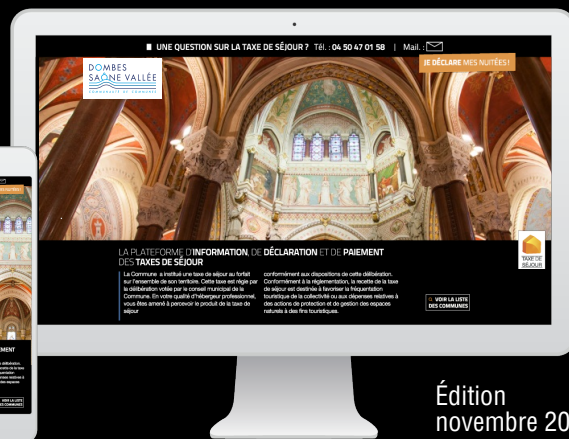 ■ UNE QUESTION SUR LA TAXE DE SÉJOUR ? Tél. : 04 50 47 01 58 | Mail. :
JE DÉCLARE MES NUITÉES !
DOMBES
SAÔNE VALLÉE
COMMUNAUTÉ DE COMMUNES
TAXE DE
SÉJOUR
LA PLATEFORME D'INFORMATION, DE DÉCLARATION ET DE PAIEMENT
DES TAXES DE SÉJOUR
La Commune a institué une taxe de séjour au forfait
sur l'ensemble de son territoire. Cette taxe est régie par
la délibération votée par le conseil municipal de la
Commune. En votre qualité d'hébergeur professionnel,
vous êtes amené à percevoir le produit de la taxe de
séjour
conformément aux dispositions de cette délibération.
Conformément à la réglementation, la recette de la taxe
de séjour est destinée à favoriser la fréquentation
touristique de la collectivité ou aux dépenses relatives à
des actions de protection et de gestion des espaces
naturels à des fins touristiques.
VOIR LA LISTE
DES COMMUNES
VOIR LA LISTE
DES COMMUNES
Édition
novembre 20